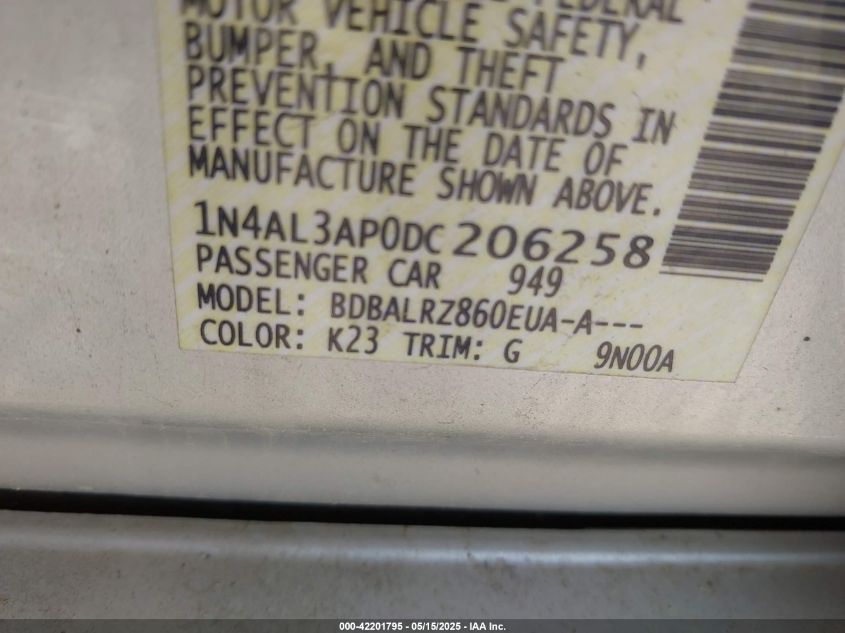 FEDERAL
MOTOR VEHICLE SAFETY,
BUMPER, AND THEFT
PREVENTION STANDARDS IN
EFFECT ON THE DATE OF
MANUFACTURE SHOWN ABOVE.
1N4AL3AP0DC206258
PASSENGER CAR 949
MODEL: BDBALRZ860EUA-A---
COLOR: K23 TRIM: G 9N00A
000-42201795 - 05/15/2025 - IAA Inc.